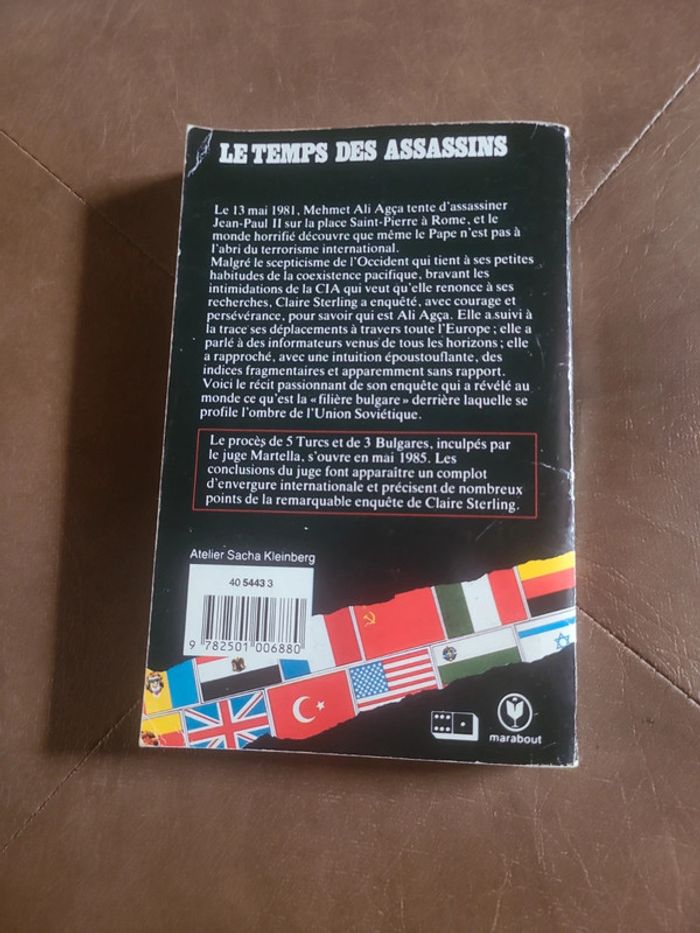 LE TEMPS DES ASSASSINS
Le 13 mai 1981, Mehmet Ali Agça tente d'assassiner
Jean-Paul II sur la place Saint-Pierre à Rome, et le
monde horrifié découvre que même le Pape n'est pas à
l'abri du terrorisme international.
Malgré le scepticisme de l'Occident qui tient à ses petites
habitudes de la coexistence pacifique, bravant les
intimidations de la CIA qui veut qu'elle renonce à ses
recherches, Claire Sterling a enquêté, avec courage et
persévérance, pour savoir qui est Ali Agça. Elle a suivi à
la trace ses déplacements à travers toute l'Europe ; elle a
parlé à des informateurs venus de tous les horizons ; elle
a rapproché, avec une intuition époustouflante, des
indices fragmentaires et apparemment sans rapport.
Voici le récit passionnant de son enquête qui a révélé au
monde ce qu'est la « filière bulgare » derrière laquelle se
profile l'ombre de l'Union Soviétique.
Le procès de 5 Turcs et de 3 Bulgares, inculpés par
le juge Martella, s'ouvre en mai 1985. Les
conclusions du juge font apparaître un complot
d'envergure internationale et précisent de nombreux
points de la remarquable enquête de Claire Sterling.
Atelier Sacha Kleinberg
40 5443 3
9 782501 006880
marabout